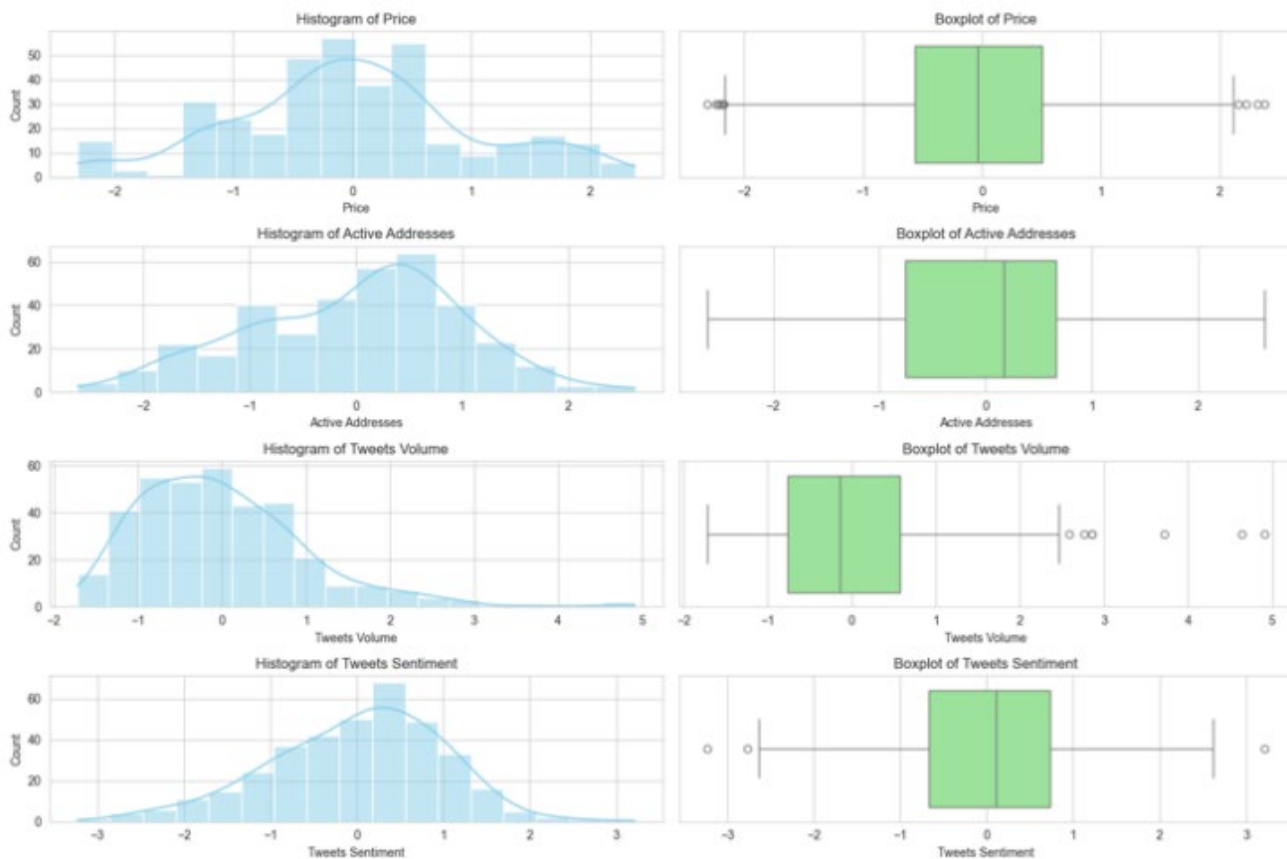 Histogram of Price
Boxplot of Price
50
40
30
20
10
0
Count
−2 −1 0 1 2
Price
−2 −1 0 1 2
Price
Histogram of Active Addresses
Boxplot of Active Addresses
60
40
20
0
Count
−2 −1 0 1 2
Active Addresses
−2 −1 0 1 2
Active Addresses
Histogram of Tweets Volume
Boxplot of Tweets Volume
60
40
20
0
Count
−2 −1 0 1 2 3 4 5
Tweets Volume
−2 −1 0 1 2 3 4 5
Tweets Volume
Histogram of Tweets Sentiment
Boxplot of Tweets Sentiment
60
40
20
0
Count
−3 −2 −1 0 1 2 3
Tweets Sentiment
−3 −2 −1 0 1 2 3
Tweets Sentiment